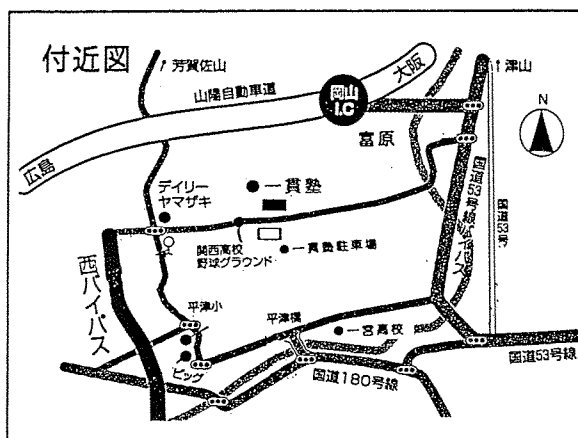 付近図
↑芳賀佐山
山陽自動車道
大阪
↑津山
岡山
I.C
N
富原
広島
デイリー
ヤマザキ
一貫塾
国道53号線バイパス
国道53号
関西高校
野球グラウンド
一貫塾駐車場
西バイパス
平津小
平津橋
一宮高校
ビッグ
国道180号線
国道53号線